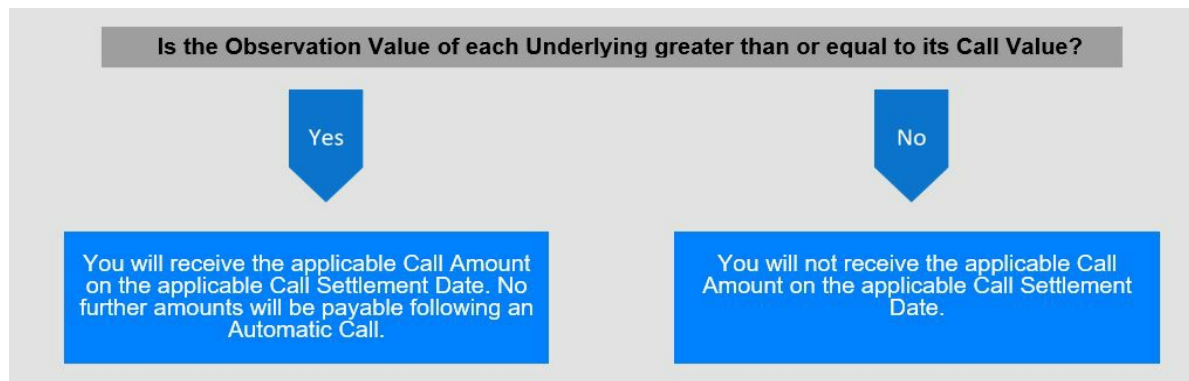 Is the Observation Value of each Underlying greater than or equal to its Call Value?
Yes
No
You will receive the applicable Call Amount
on the applicable Call Settlement Date. No
further amounts will be payable following an
Automatic Call.
You will not receive the applicable Call
Amount on the applicable Call Settlement
Date.